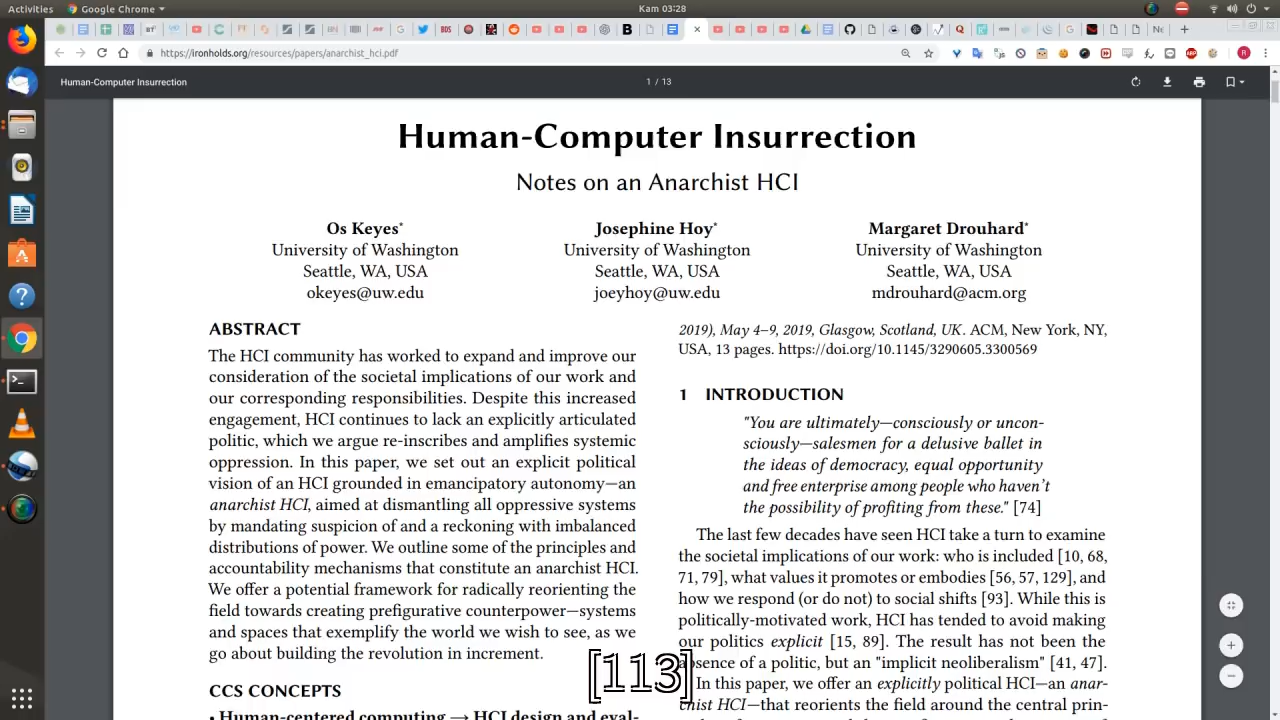 Activities
Google Chrome
Kam 03:28
https://ironholds.org/resources/papers/anarchist_hci.pdf
Human-Computer Insurrection
1 / 13
Human-Computer Insurrection
Notes on an Anarchist HCI
Os Keyes*
University of Washington
Seattle, WA, USA
okeyes@uw.edu
Josephine Hoy*
University of Washington
Seattle, WA, USA
joeyhoy@uw.edu
Margaret Drouhard*
University of Washington
Seattle, WA, USA
mdrouhard@acm.org
ABSTRACT
The HCI community has worked to expand and improve our
consideration of the societal implications of our work and
our corresponding responsibilities. Despite this increased
engagement, HCI continues to lack an explicitly articulated
politic, which we argue re-inscribes and amplifies systemic
oppression. In this paper, we set out an explicit political
vision of an HCI grounded in emancipatory autonomy—an
anarchist HCI, aimed at dismantling all oppressive systems
by mandating suspicion of and a reckoning with imbalanced
distributions of power. We outline some of the principles and
accountability mechanisms that constitute an anarchist HCI.
We offer a potential framework for radically reorienting the
field towards creating prefigurative counterpower—systems
and spaces that exemplify the world we wish to see, as we
go about building the revolution in increment.
CCS CONCEPTS
• Human-centered computing → HCI design and eval-
2019), May 4–9, 2019, Glasgow, Scotland, UK. ACM, New York, NY,
USA, 13 pages. https://doi.org/10.1145/3290605.3300569
1 INTRODUCTION
"You are ultimately—consciously or uncon-
sciously—salesmen for a delusive ballet in
the ideas of democracy, equal opportunity
and free enterprise among people who haven't
the possibility of profiting from these." [74]
The last few decades have seen HCI take a turn to examine
the societal implications of our work: who is included [10, 68,
71, 79], what values it promotes or embodies [56, 57, 129], and
how we respond (or do not) to social shifts [93]. While this is
politically-motivated work, HCI has tended to avoid making
our politics explicit [15, 89]. The result has not been the
absence of a politic, but an "implicit neoliberalism" [41, 47].
In this paper, we offer an explicitly political HCI—an anar-
chist HCI—that reorients the field around the central prin-
[113]